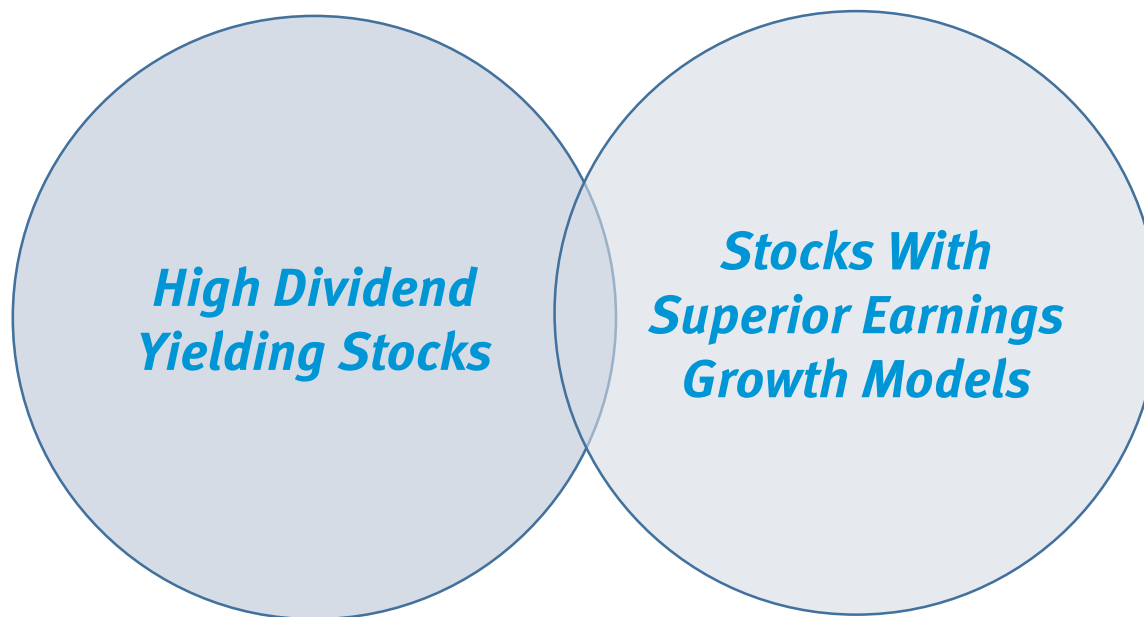 High Dividend
Yielding Stocks
Stocks With
Superior Earnings
Growth Models